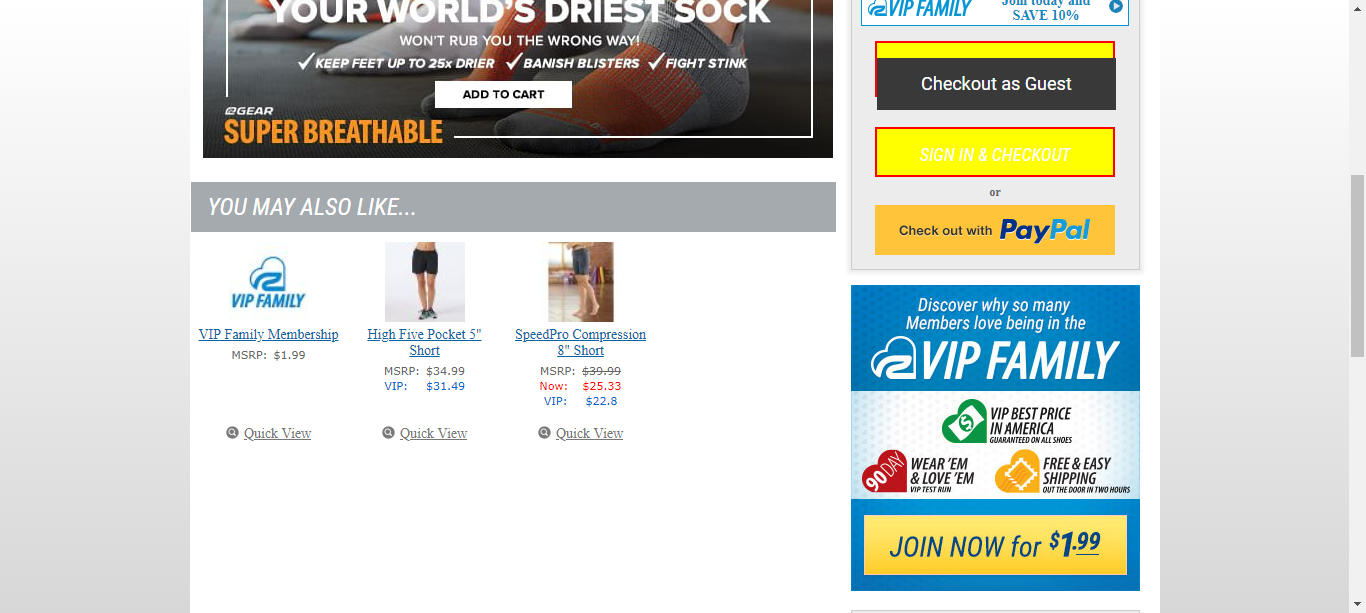 YOUR WORLD'S DRIEST SOCK
WON'T RUB YOU THE WRONG WAY!
KEEP FEET UP TO 25x DRIER BANISH BLISTERS FIGHT STINK
ADD TO CART
GEAR
SUPER BREATHABLE
YOU MAY ALSO LIKE...
VIP FAMILY
VIP Family Membership
MSRP: $1.99
High Five Pocket 5"
Short
MSRP: $34.99
VIP: $31.49
SpeedPro Compression
8" Short
MSRP: $39.99
Now: $25.33
VIP: $22.8
Quick View
Quick View
Quick View
VIP FAMILY
Join today and
SAVE 10%
Checkout as Guest
SIGN IN & CHECKOUT
or
Check out with PayPal
Discover why so many
Members love being in the
VIP FAMILY
VIP BEST PRICE
IN AMERICA
GUARANTEED ON ALL SHOES
90 DAY
WEAR 'EM
& LOVE 'EM
VIP TEST RUN
FREE & EASY
SHIPPING
OUT THE DOOR IN TWO HOURS
JOIN NOW for $1.99